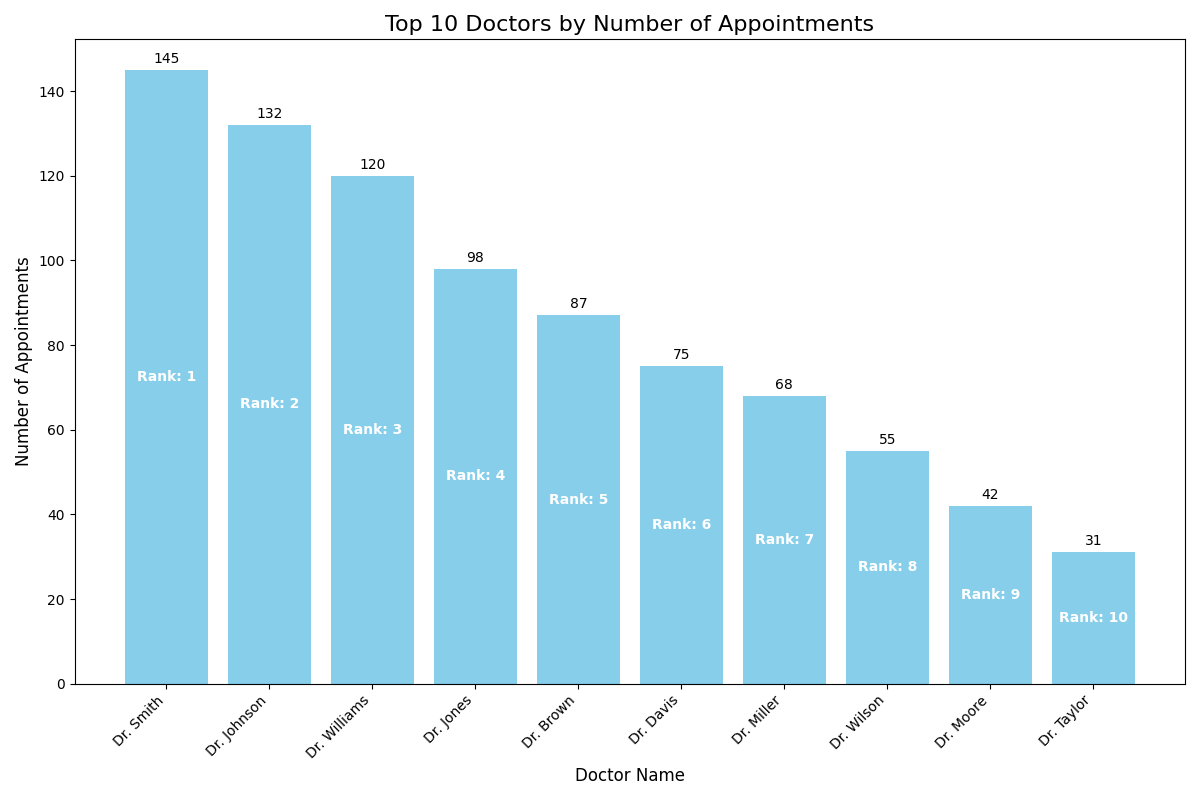 Top 10 Doctors by Number of Appointments
Number of Appointments
140
120
100
80
60
40
20
0
145
132
120
98
87
75
68
55
42
31
Rank: 1
Rank: 2
Rank: 3
Rank: 4
Rank: 5
Rank: 6
Rank: 7
Rank: 8
Rank: 9
Rank: 10
Dr. Smith
Dr. Johnson
Dr. Williams
Dr. Jones
Dr. Brown
Dr. Davis
Dr. Miller
Dr. Wilson
Dr. Moore
Dr. Taylor
Doctor Name